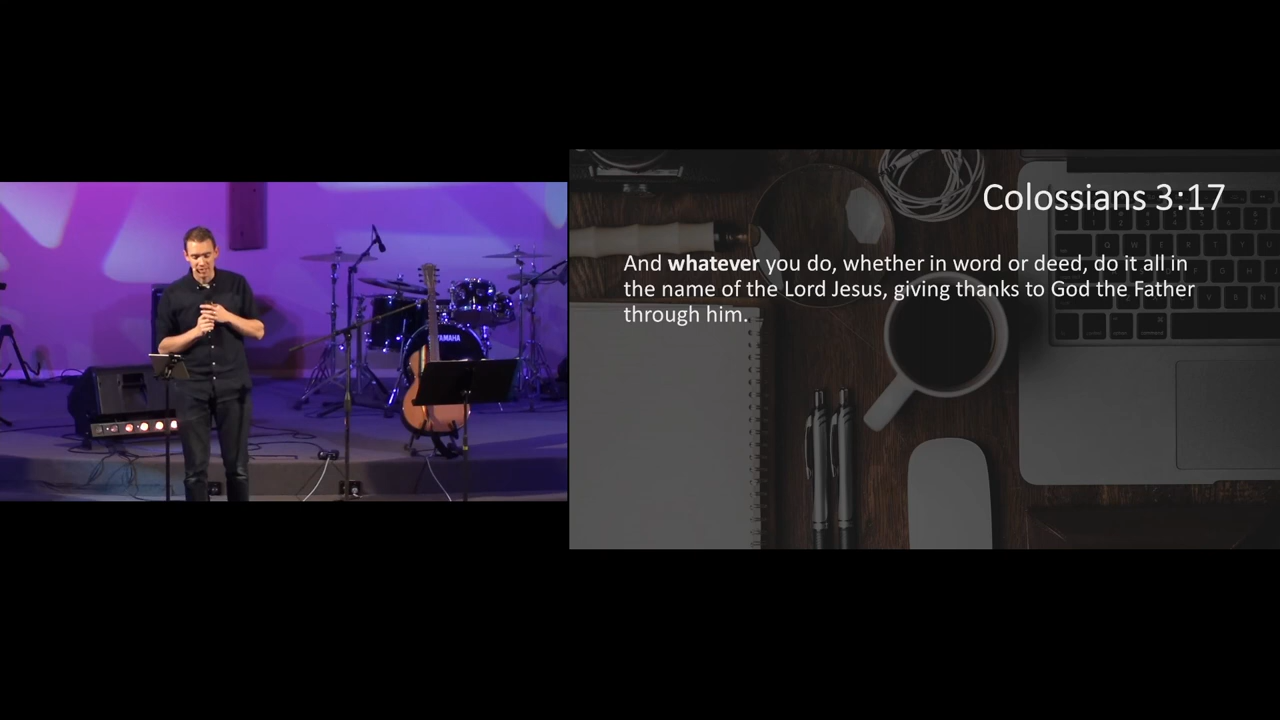 Colossians 3:17
And whatever you do, whether in word or deed, do it all in
the name of the Lord Jesus, giving thanks to God the Father
through him.
YAMAHA